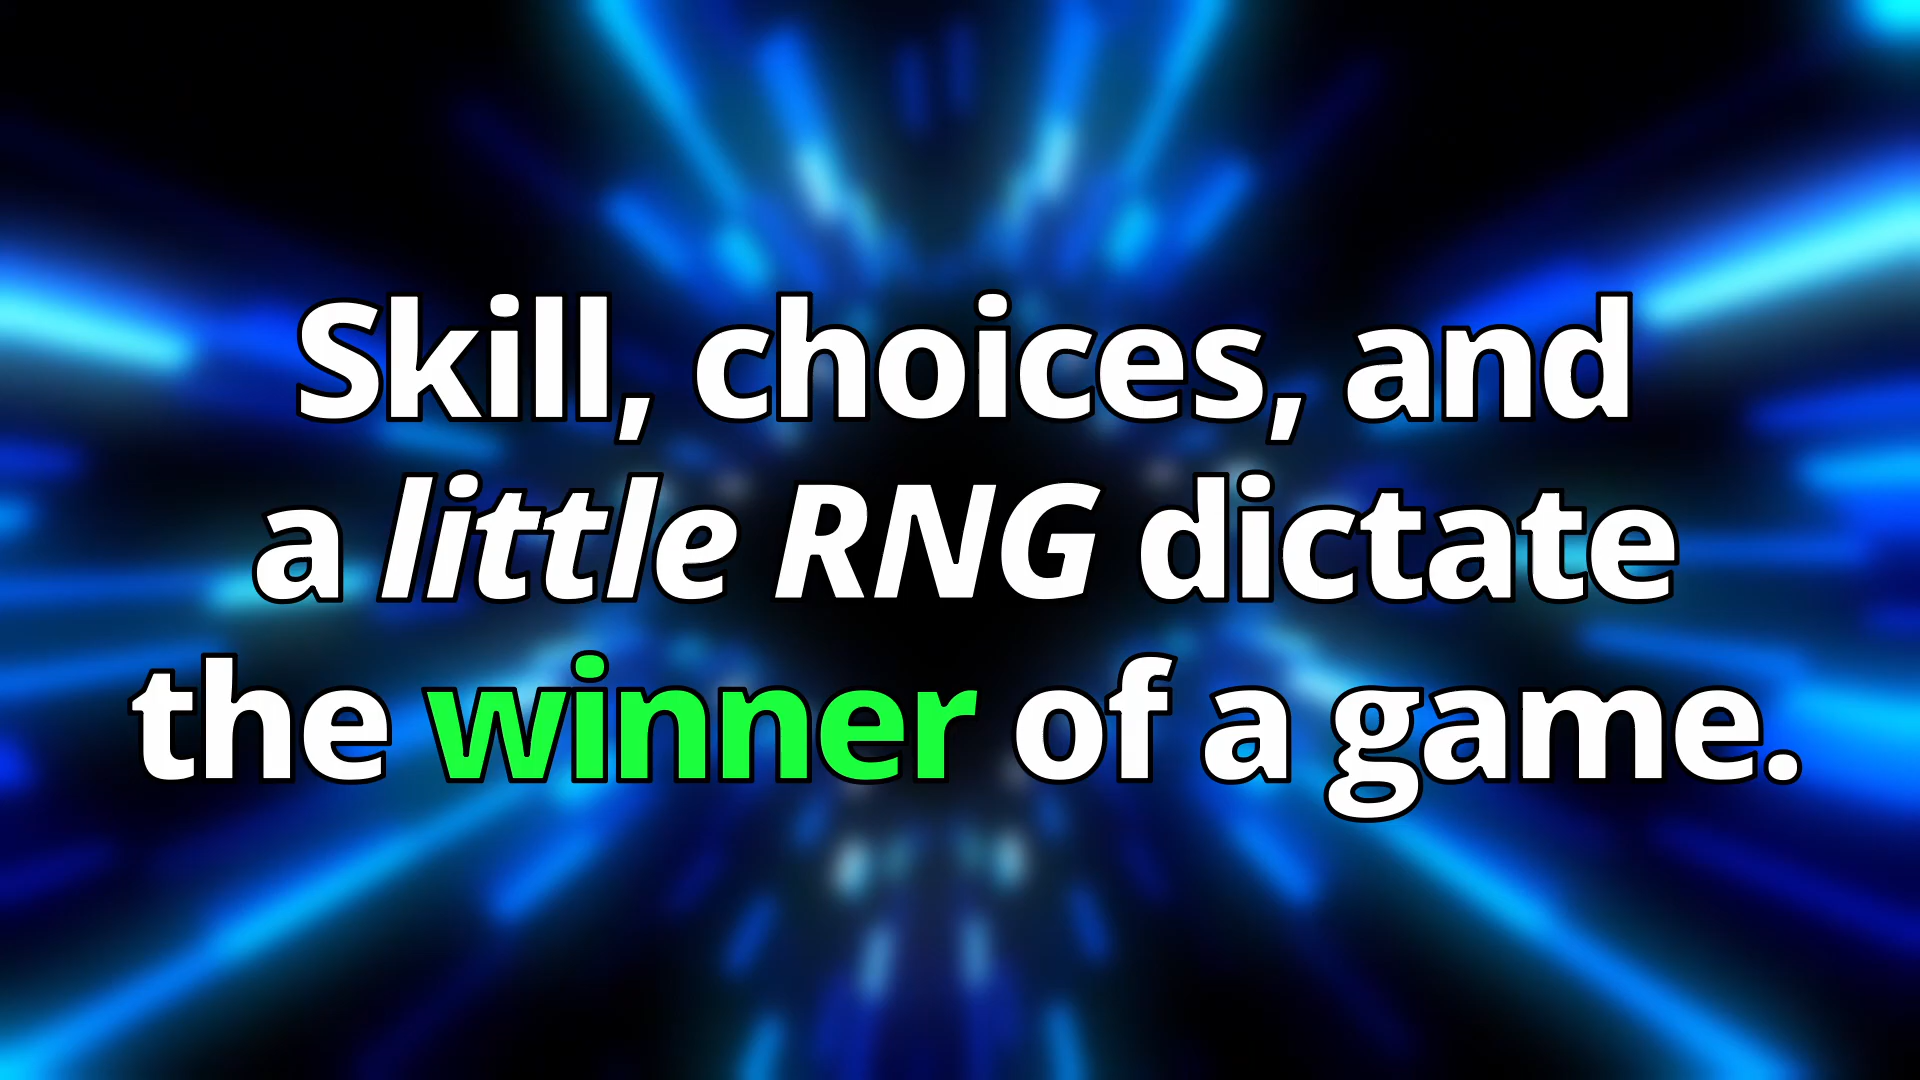 Skill, choices, and
a little RNG dictate
the winner of a game.